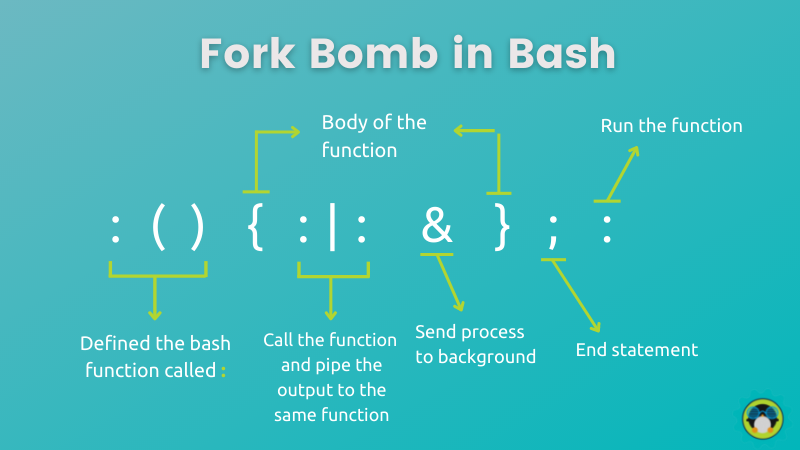 Fork Bomb in Bash
Body of the
function
Run the function
: ( ) { : | : & } ; :
Defined the bash
function called :
Call the function
and pipe the
output to the
same function
Send process
to background
End statement